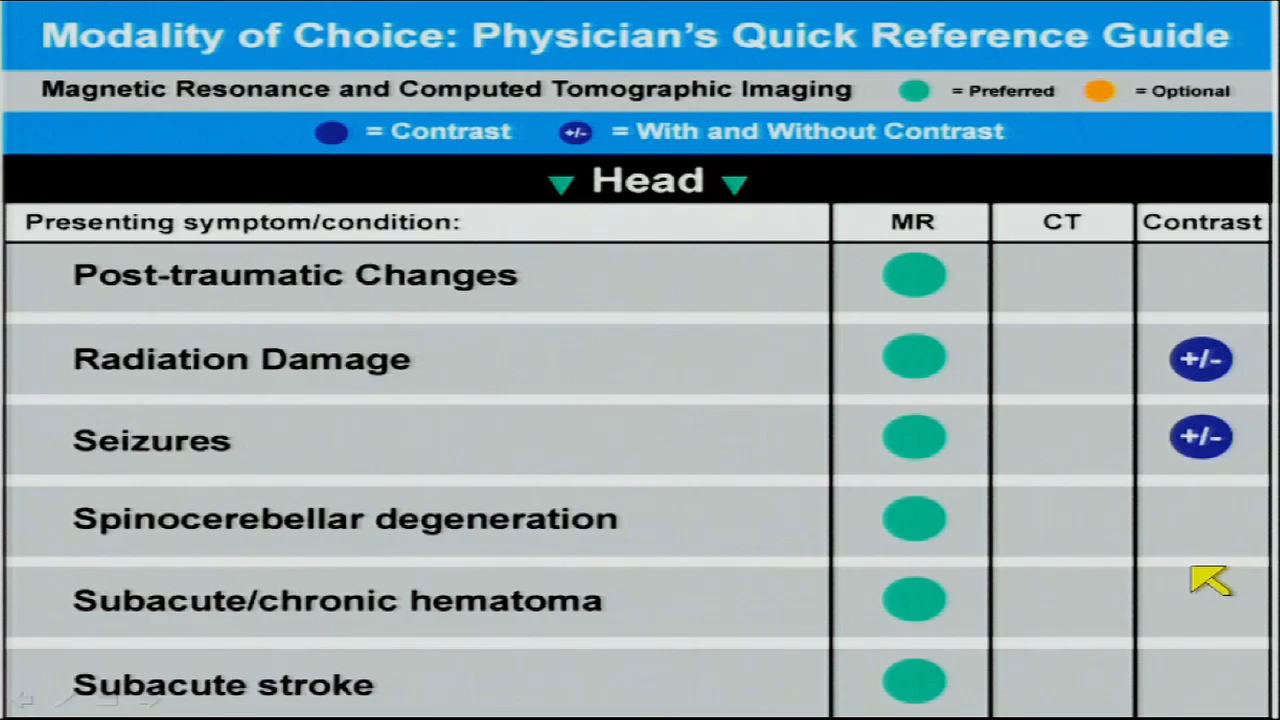 Modality of Choice: Physician's Quick Reference Guide
Magnetic Resonance and Computed Tomographic Imaging = Preferred = Optional
= Contrast +/- = With and Without Contrast
Head
Presenting symptom/condition: MR CT Contrast
Post-traumatic Changes
Radiation Damage +/-
Seizures +/-
Spinocerebellar degeneration
Subacute/chronic hematoma
Subacute stroke